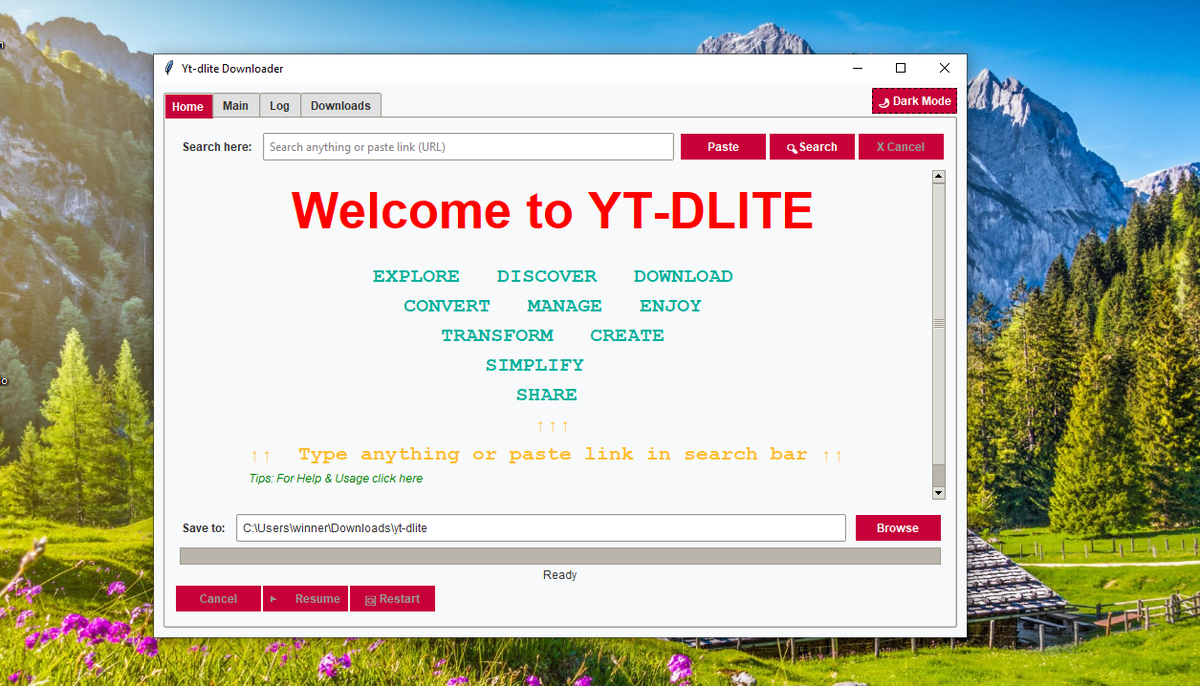 Yt-dlite Downloader
Home Main Log Downloads Dark Mode
Search here: Search anything or paste link (URL) Paste Search X Cancel
Welcome to YT-DLITE
EXPLORE DISCOVER DOWNLOAD
CONVERT MANAGE ENJOY
TRANSFORM CREATE
SIMPLIFY
SHARE
↑↑↑
↑↑ Type anything or paste link in search bar ↑↑
Tips: For Help & Usage click here
Save to: C:\Users\winner\Downloads\yt-dlite Browse
Ready
Cancel Resume Restart